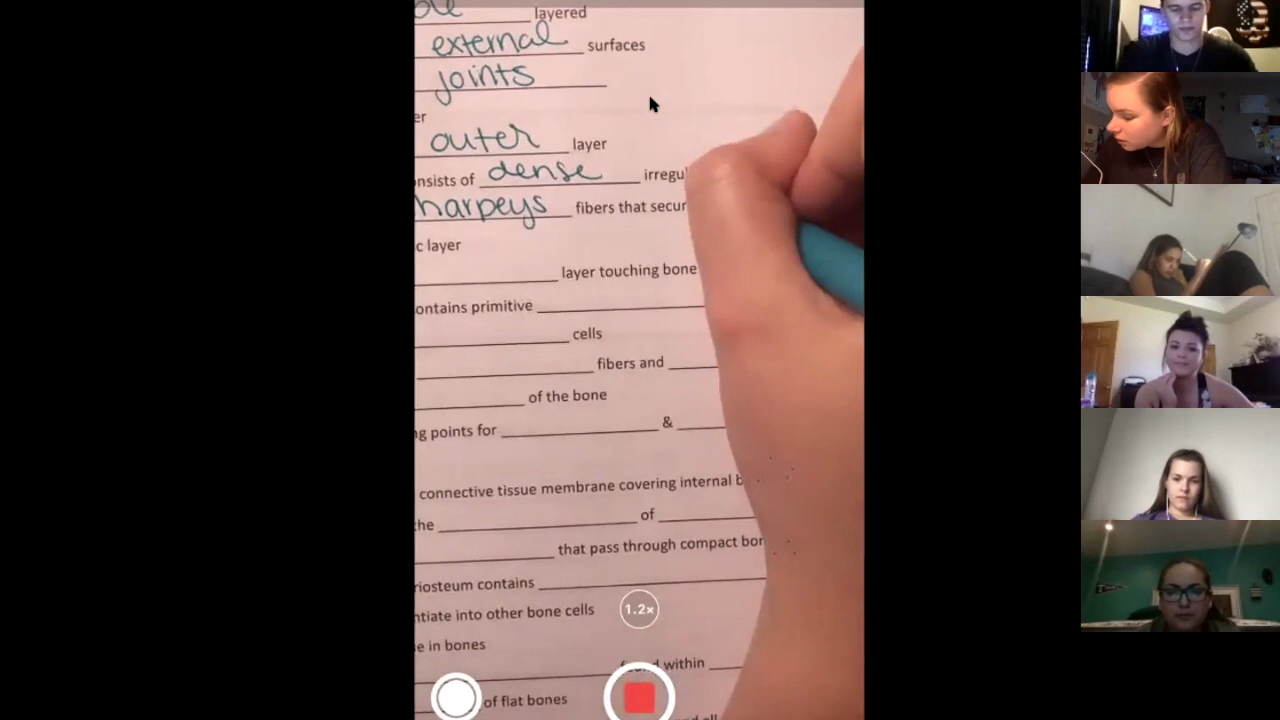 layered
external surfaces
joints
er
outer layer
nsists of dense irregul
harpeys fibers that secur
c layer
layer touching bone
ontains primitive
cells
fibers and
of the bone
g points for &
connective tissue membrane covering internal b
he of
that pass through compact bon
riosteum contains
1.2×
ntiate into other bone cells
e in bones
within
of flat bones